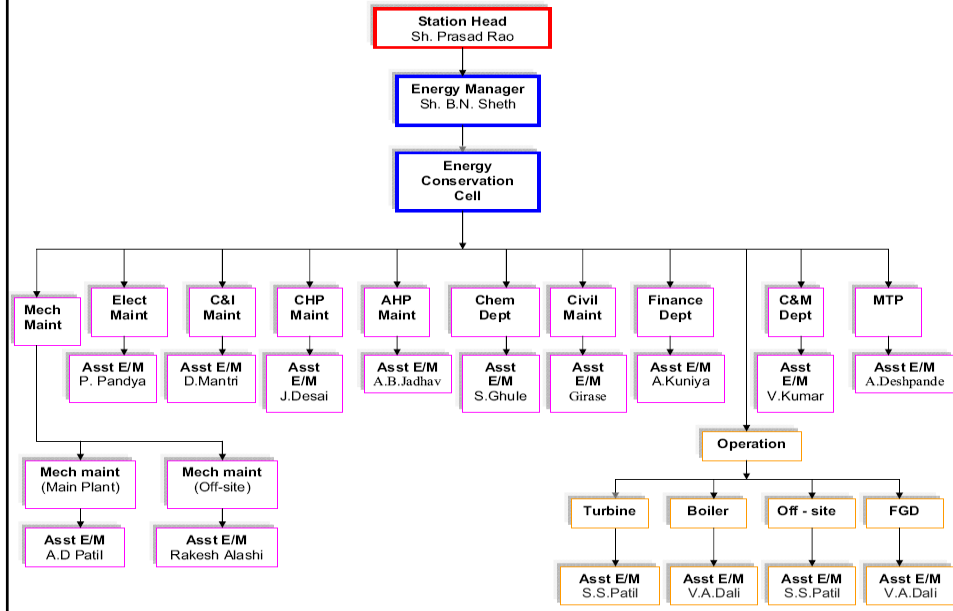 Station Head
Sh. Prasad Rao
Energy Manager
Sh. B.N. Sheth
Energy
Conservation
Cell
Mech
Maint
Elect
Maint
C&I
Maint
CHP
Maint
AHP
Maint
Chem
Dept
Civil
Maint
Finance
Dept
C&M
Dept
MTP
Asst E/M
P. Pandya
Asst E/M
D.Mantri
Asst
E/M
J.Desai
Asst E/M
A.B.Jadhav
Asst
E/M
S.Ghule
Asst
E/M
Girase
Asst E/M
A.Kuniya
Asst
E/M
V.Kumar
Asst E/M
A.Deshpande
Operation
Mech maint
(Main Plant)
Mech maint
(Off-site)
Asst E/M
A.D Patil
Asst E/M
Rakesh Alashi
Turbine
Boiler
Off - site
FGD
Asst E/M
S.S.Patil
Asst E/M
V.A.Dali
Asst E/M
S.S.Patil
Asst E/M
V.A.Dali